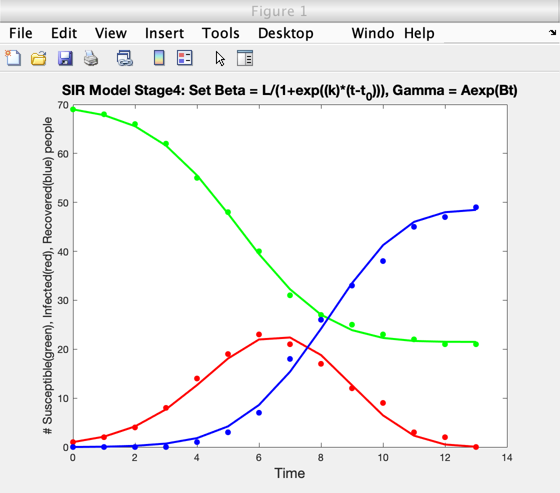 Figure 1
File Edit View Insert Tools Desktop Windo Help
SIR Model Stage4: Set Beta = L/(1+exp((k)*(t-t0))), Gamma = Aexp(Bt)
# Susceptible(green), Infected(red), Recovered(blue) people
70
60
50
40
30
20
10
0
0 2 4 6 8 10 12 14
Time